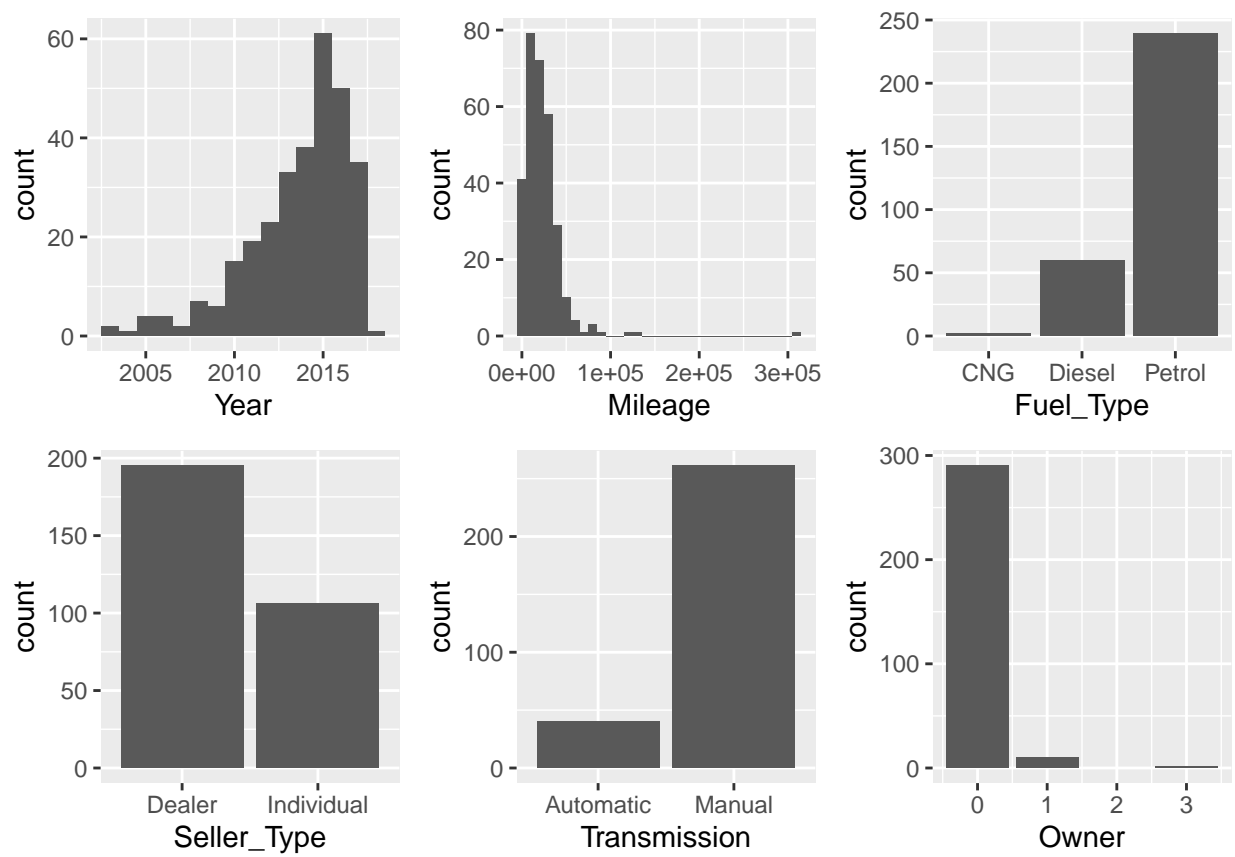 count
60
40
20
0
2005 2010 2015
Year
count
80
60
40
20
0
0e+00 1e+05 2e+05 3e+05
Mileage
count
250
200
150
100
50
0
CNG Diesel Petrol
Fuel_Type
count
200
150
100
50
0
Dealer Individual
Seller_Type
count
200
100
0
Automatic Manual
Transmission
count
300
200
100
0
0 1 2 3
Owner